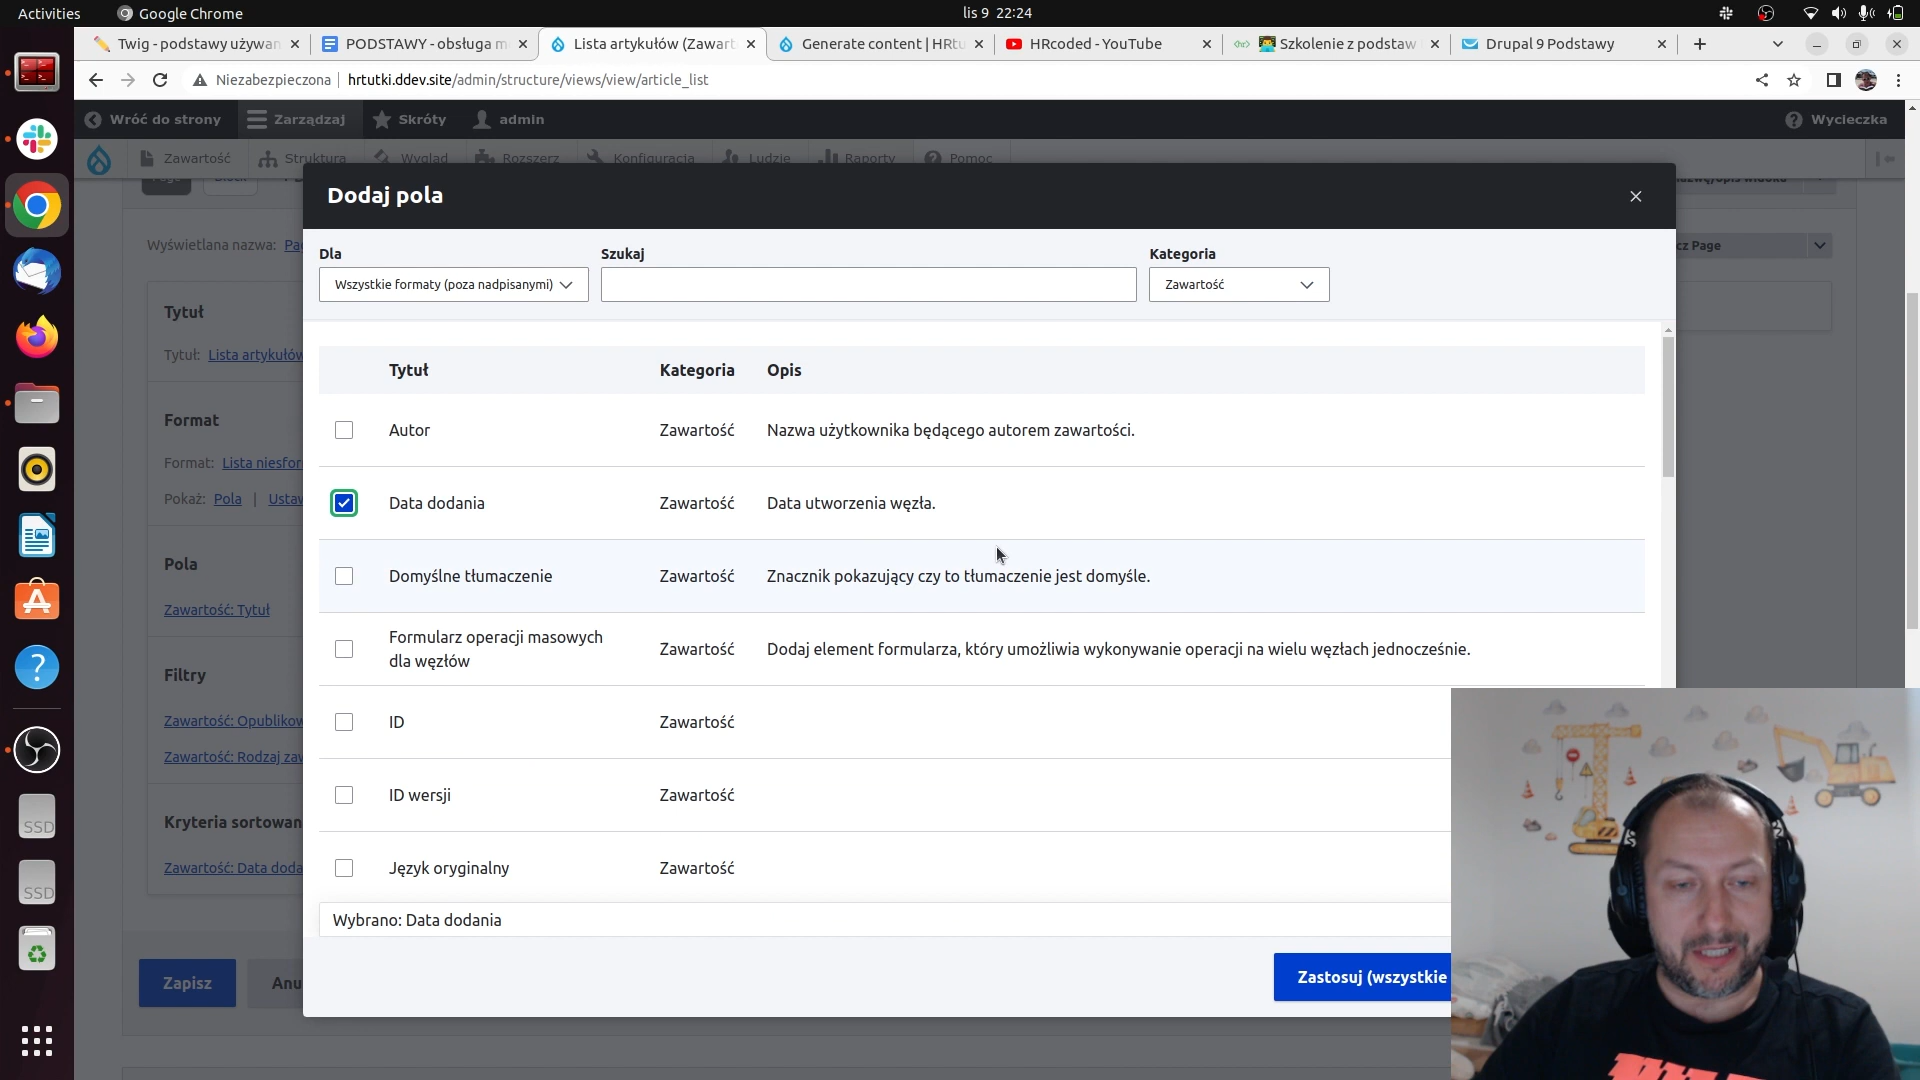 Activities
Google Chrome
lis 9 22:24
Twig - podstawy używan
PODSTAWY - obsługa m
Lista artykułów (Zawart
Generate content | HRtu
HRcoded - YouTube
Szkolenie z podstaw
Drupal 9 Podstawy
Niezabezpieczona
hrtutki.ddev.site/admin/structure/views/view/article_list
Wróć do strony
Zarządzaj
Skróty
admin
Wycieczka
Zawartość
Struktura
Wygląd
Rozszerz
Konfiguracja
Ludzie
Raporty
Pomoc
Dodaj pola
Wyświetlana nazwa: Pag
cz Page
Dla
Szukaj
Kategoria
Wszystkie formaty (poza nadpisanymi)
Zawartość
Tytuł
Tytuł: Lista artykułów
Format
Format: Lista niesfor
Pokaż: Pola | Ustaw
Pola
Zawartość: Tytuł
Filtry
Zawartość: Opublikow
Zawartość: Rodzaj zaw
Kryteria sortowan
Zawartość: Data doda
Zapisz
Anu
Tytuł Kategoria Opis
Autor Zawartość Nazwa użytkownika będącego autorem zawartości.
Data dodania Zawartość Data utworzenia węzła.
Domyślne tłumaczenie Zawartość Znacznik pokazujący czy to tłumaczenie jest domyśle.
Formularz operacji masowych
dla węzłów
Zawartość Dodaj element formularza, który umożliwia wykonywanie operacji na wielu węzłach jednocześnie.
ID Zawartość
ID wersji Zawartość
Język oryginalny Zawartość
Wybrano: Data dodania
Zastosuj (wszystkie
SSD
SSD